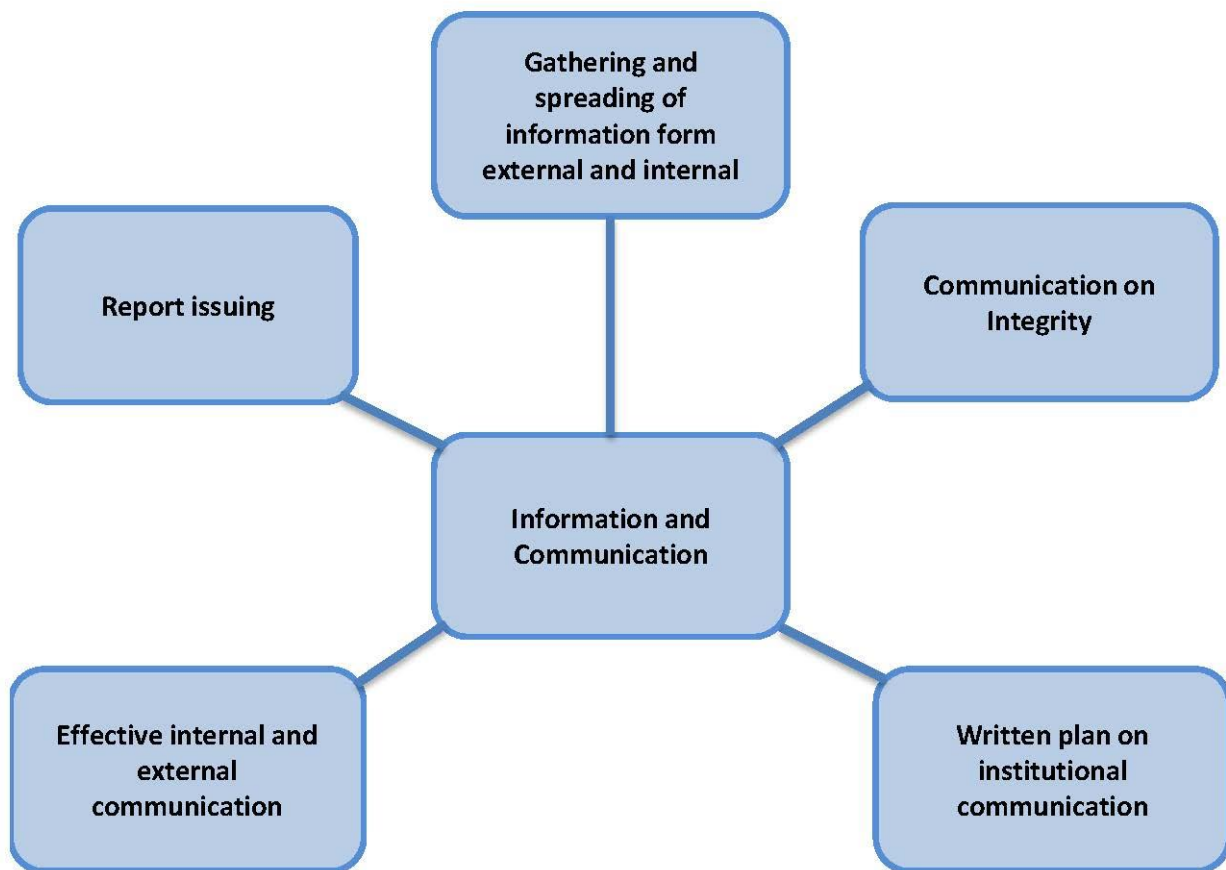 Gathering and
spreading of
information form
external and internal
Report issuing
Communication on
Integrity
Information and
Communication
Effective internal and
external
communication
Written plan on
institutional
communication